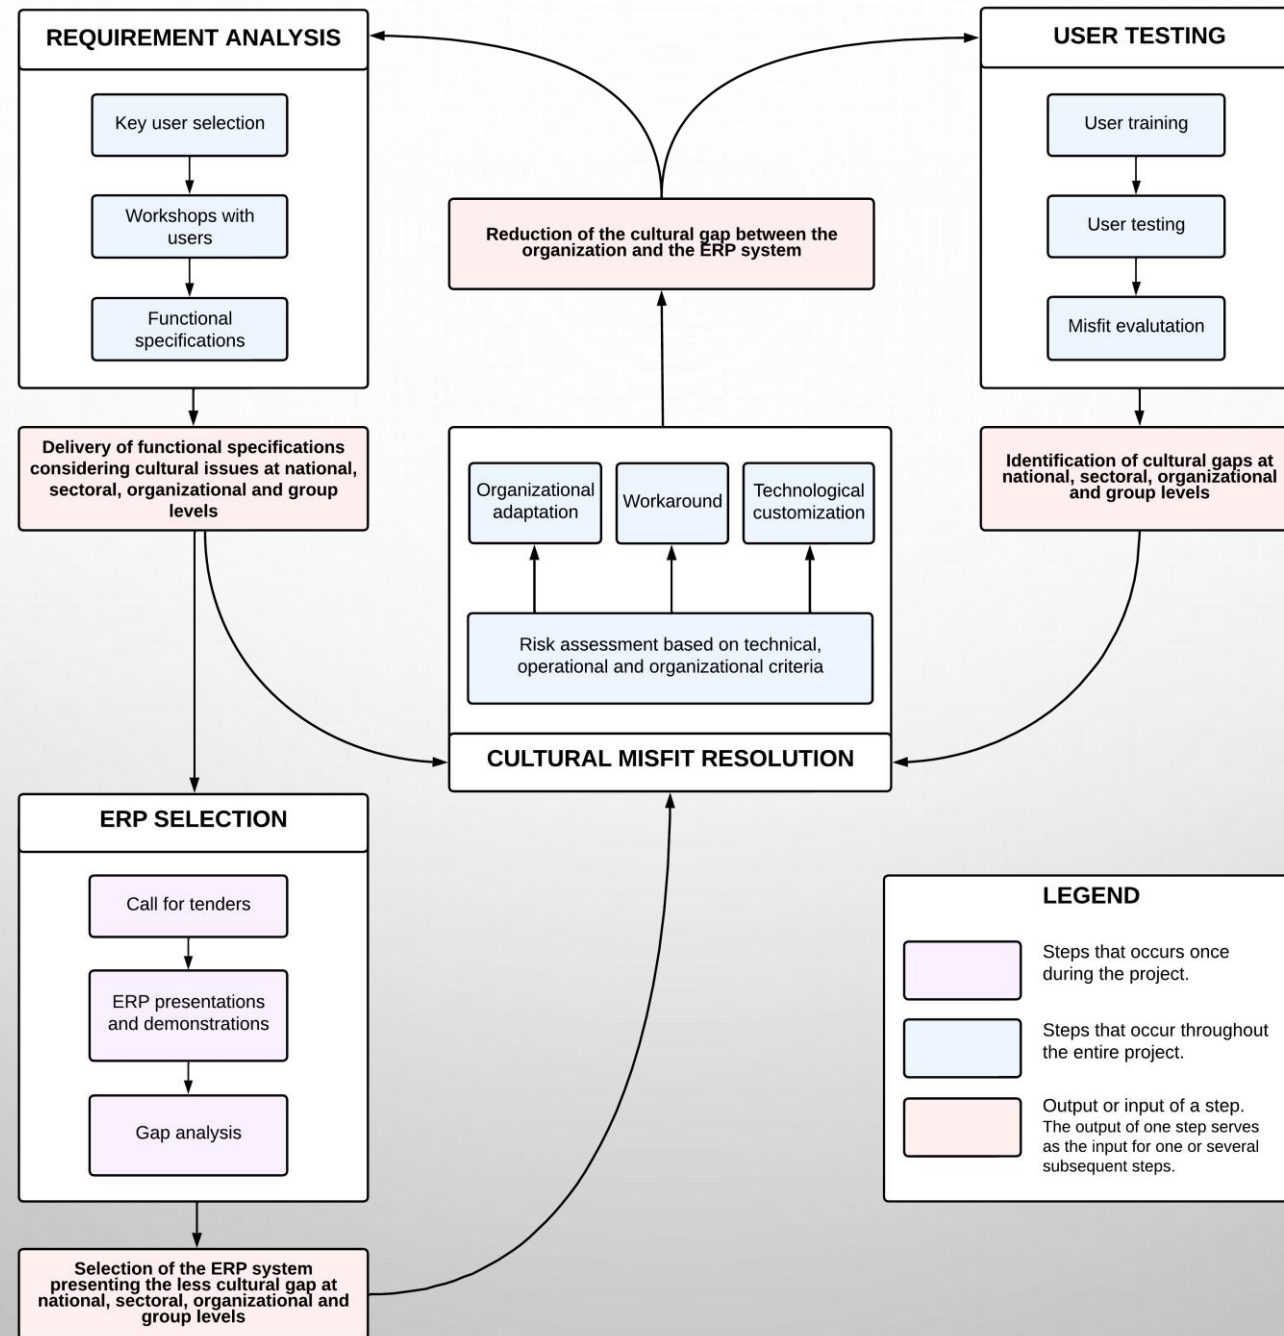 REQUIREMENT ANALYSIS
Key user selection
Workshops with
users
Functional
specifications
Delivery of functional specifications
considering cultural issues at national,
sectoral, organizational and group
levels
ERP SELECTION
Call for tenders
ERP presentations
and demonstrations
Gap analysis
Selection of the ERP system
presenting the less cultural gap at
national, sectoral, organizational and
group levels
Reduction of the cultural gap between the
organization and the ERP system
Organizational
adaptation
Workaround
Technological
customization
Risk assessment based on technical,
operational and organizational criteria
CULTURAL MISFIT RESOLUTION
USER TESTING
User training
User testing
Misfit evalutation
Identification of cultural gaps at
national, sectoral, organizational
and group levels
LEGEND
Steps that occurs once
during the project.
Steps that occur throughout
the entire project.
Output or input of a step.
The output of one step serves
as the input for one or several
subsequent steps.